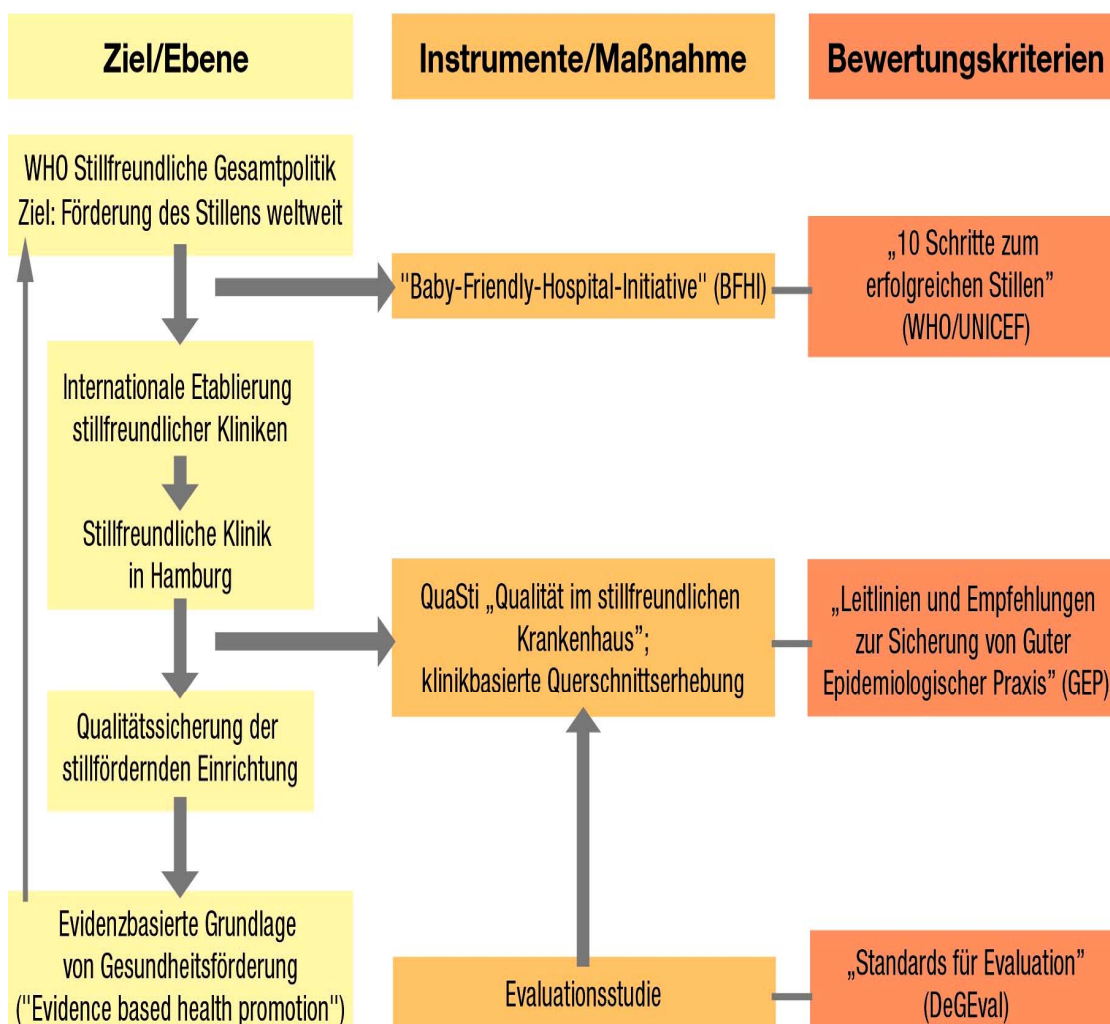 Ziel/Ebene
Instrumente/Maßnahme
Bewertungskriterien
WHO Stillfreundliche Gesamtpolitik
Ziel: Förderung des Stillens weltweit
"Baby-Friendly-Hospital-Initiative" (BFHI)
„10 Schritte zum
erfolgreichen Stillen”
(WHO/UNICEF)
Internationale Etablierung
stillfreundlicher Kliniken
Stillfreundliche Klinik
in Hamburg
QuaSti „Qualität im stillfreundlichen
Krankenhaus”;
klinikbasierte Querschnittserhebung
„Leitlinien und Empfehlungen
zur Sicherung von Guter
Epidemiologischer Praxis” (GEP)
Qualitätssicherung der
stillfördernden Einrichtung
Evidenzbasierte Grundlage
von Gesundheitsförderung
("Evidence based health promotion")
Evaluationsstudie
„Standards für Evaluation”
(DeGEval)